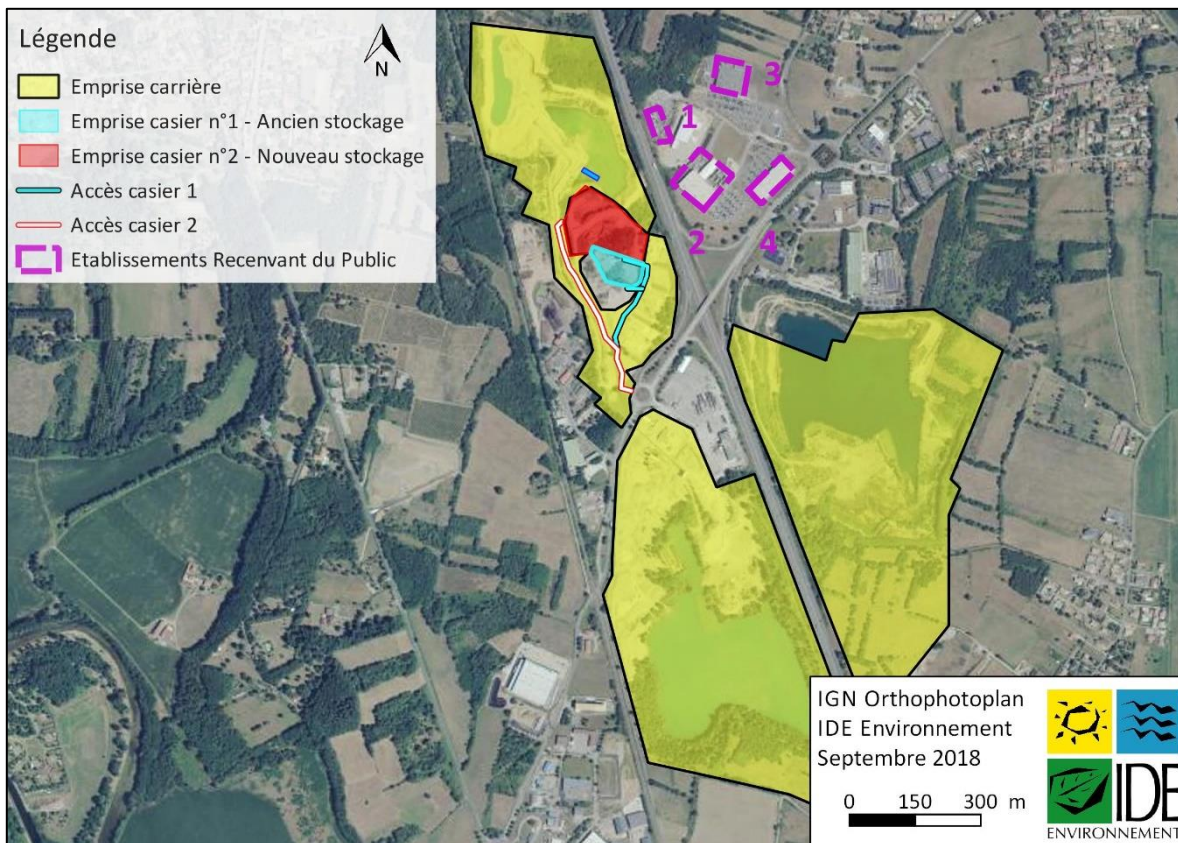 Légende
N
Emprise carrière
Emprise casier n°1 - Ancien stockage
Emprise casier n°2 - Nouveau stockage
Accès casier 1
Accès casier 2
Etablissements Recenvant du Public
3
1
2
4
IGN Orthophotoplan
IDE Environnement
Septembre 2018
0 150 300 m
IDE
ENVIRONNEMENT